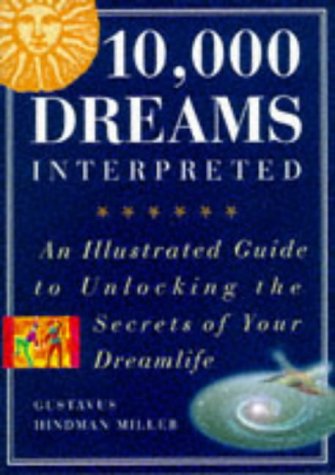 10,000
DREAMS
INTERPRETED
An Illustrated Guide
to Unlocking the
Secrets of Your
Dreamlife
GUSTAVUS
HINDMAN MILLER